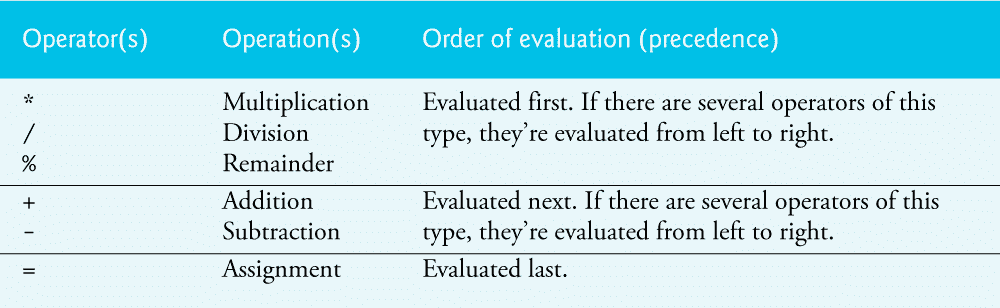 Operator(s) Operation(s) Order of evaluation (precedence)
* Multiplication Evaluated first. If there are several operators of this
/ Division type, they’re evaluated from left to right.
% Remainder
+ Addition Evaluated next. If there are several operators of this
- Subtraction type, they’re evaluated from left to right.
= Assignment Evaluated last.